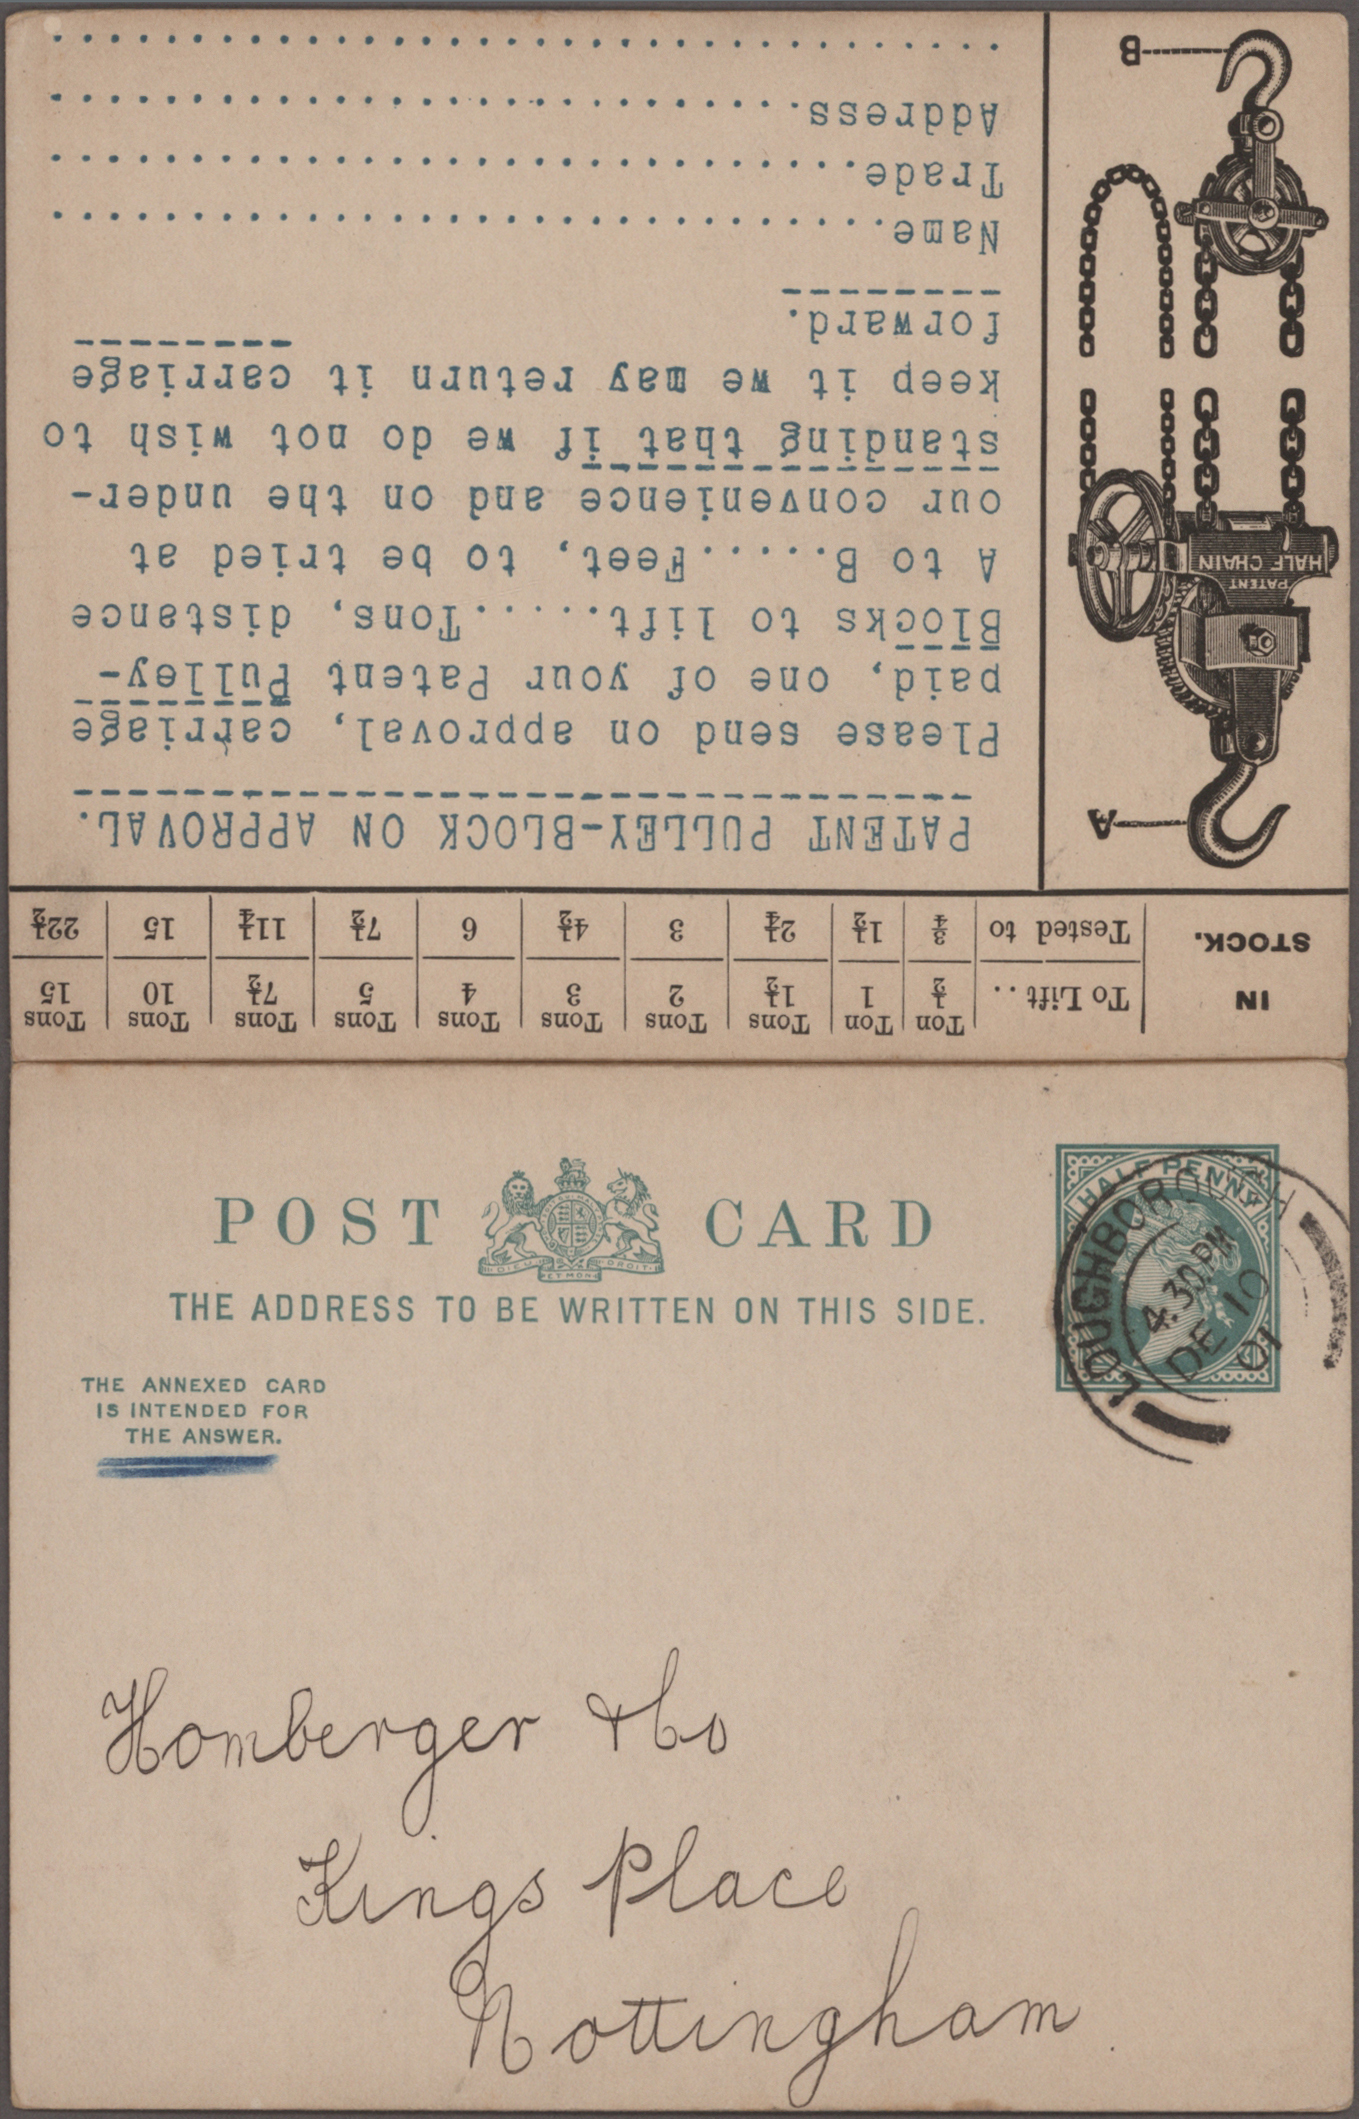 Ton Ton Tons Tons Tons Tons Tons Tons Tons Tons
IN To Lift .. ½ 1 1½ 2 3 4 5 7½ 10 15
STOCK. Tested to ¾ 1½ 2¼ 3 4½ 6 7½ 11¼ 15 22½
A
PATENT
HALF CHAIN
B
PATENT PULLEY-BLOCK ON APPROVAL.
Please send on approval, carriage
paid, one of your Patent Pulley-
Blocks to lift......Tons, distance
A to B......Feet, to be tried at
our convenience and on the under-
standing that if we do not wish to
keep it we may return it carriage
forward.
Name
Trade
Address
POST CARD
DIEU ET MON DROIT
THE ADDRESS TO BE WRITTEN ON THIS SIDE.
THE ANNEXED CARD
IS INTENDED FOR
THE ANSWER.
HALF PENNY
LOUGHBOROUGH
4.30 PM
DE 10
01
Homberger & Co
Kings Place
Nottingham